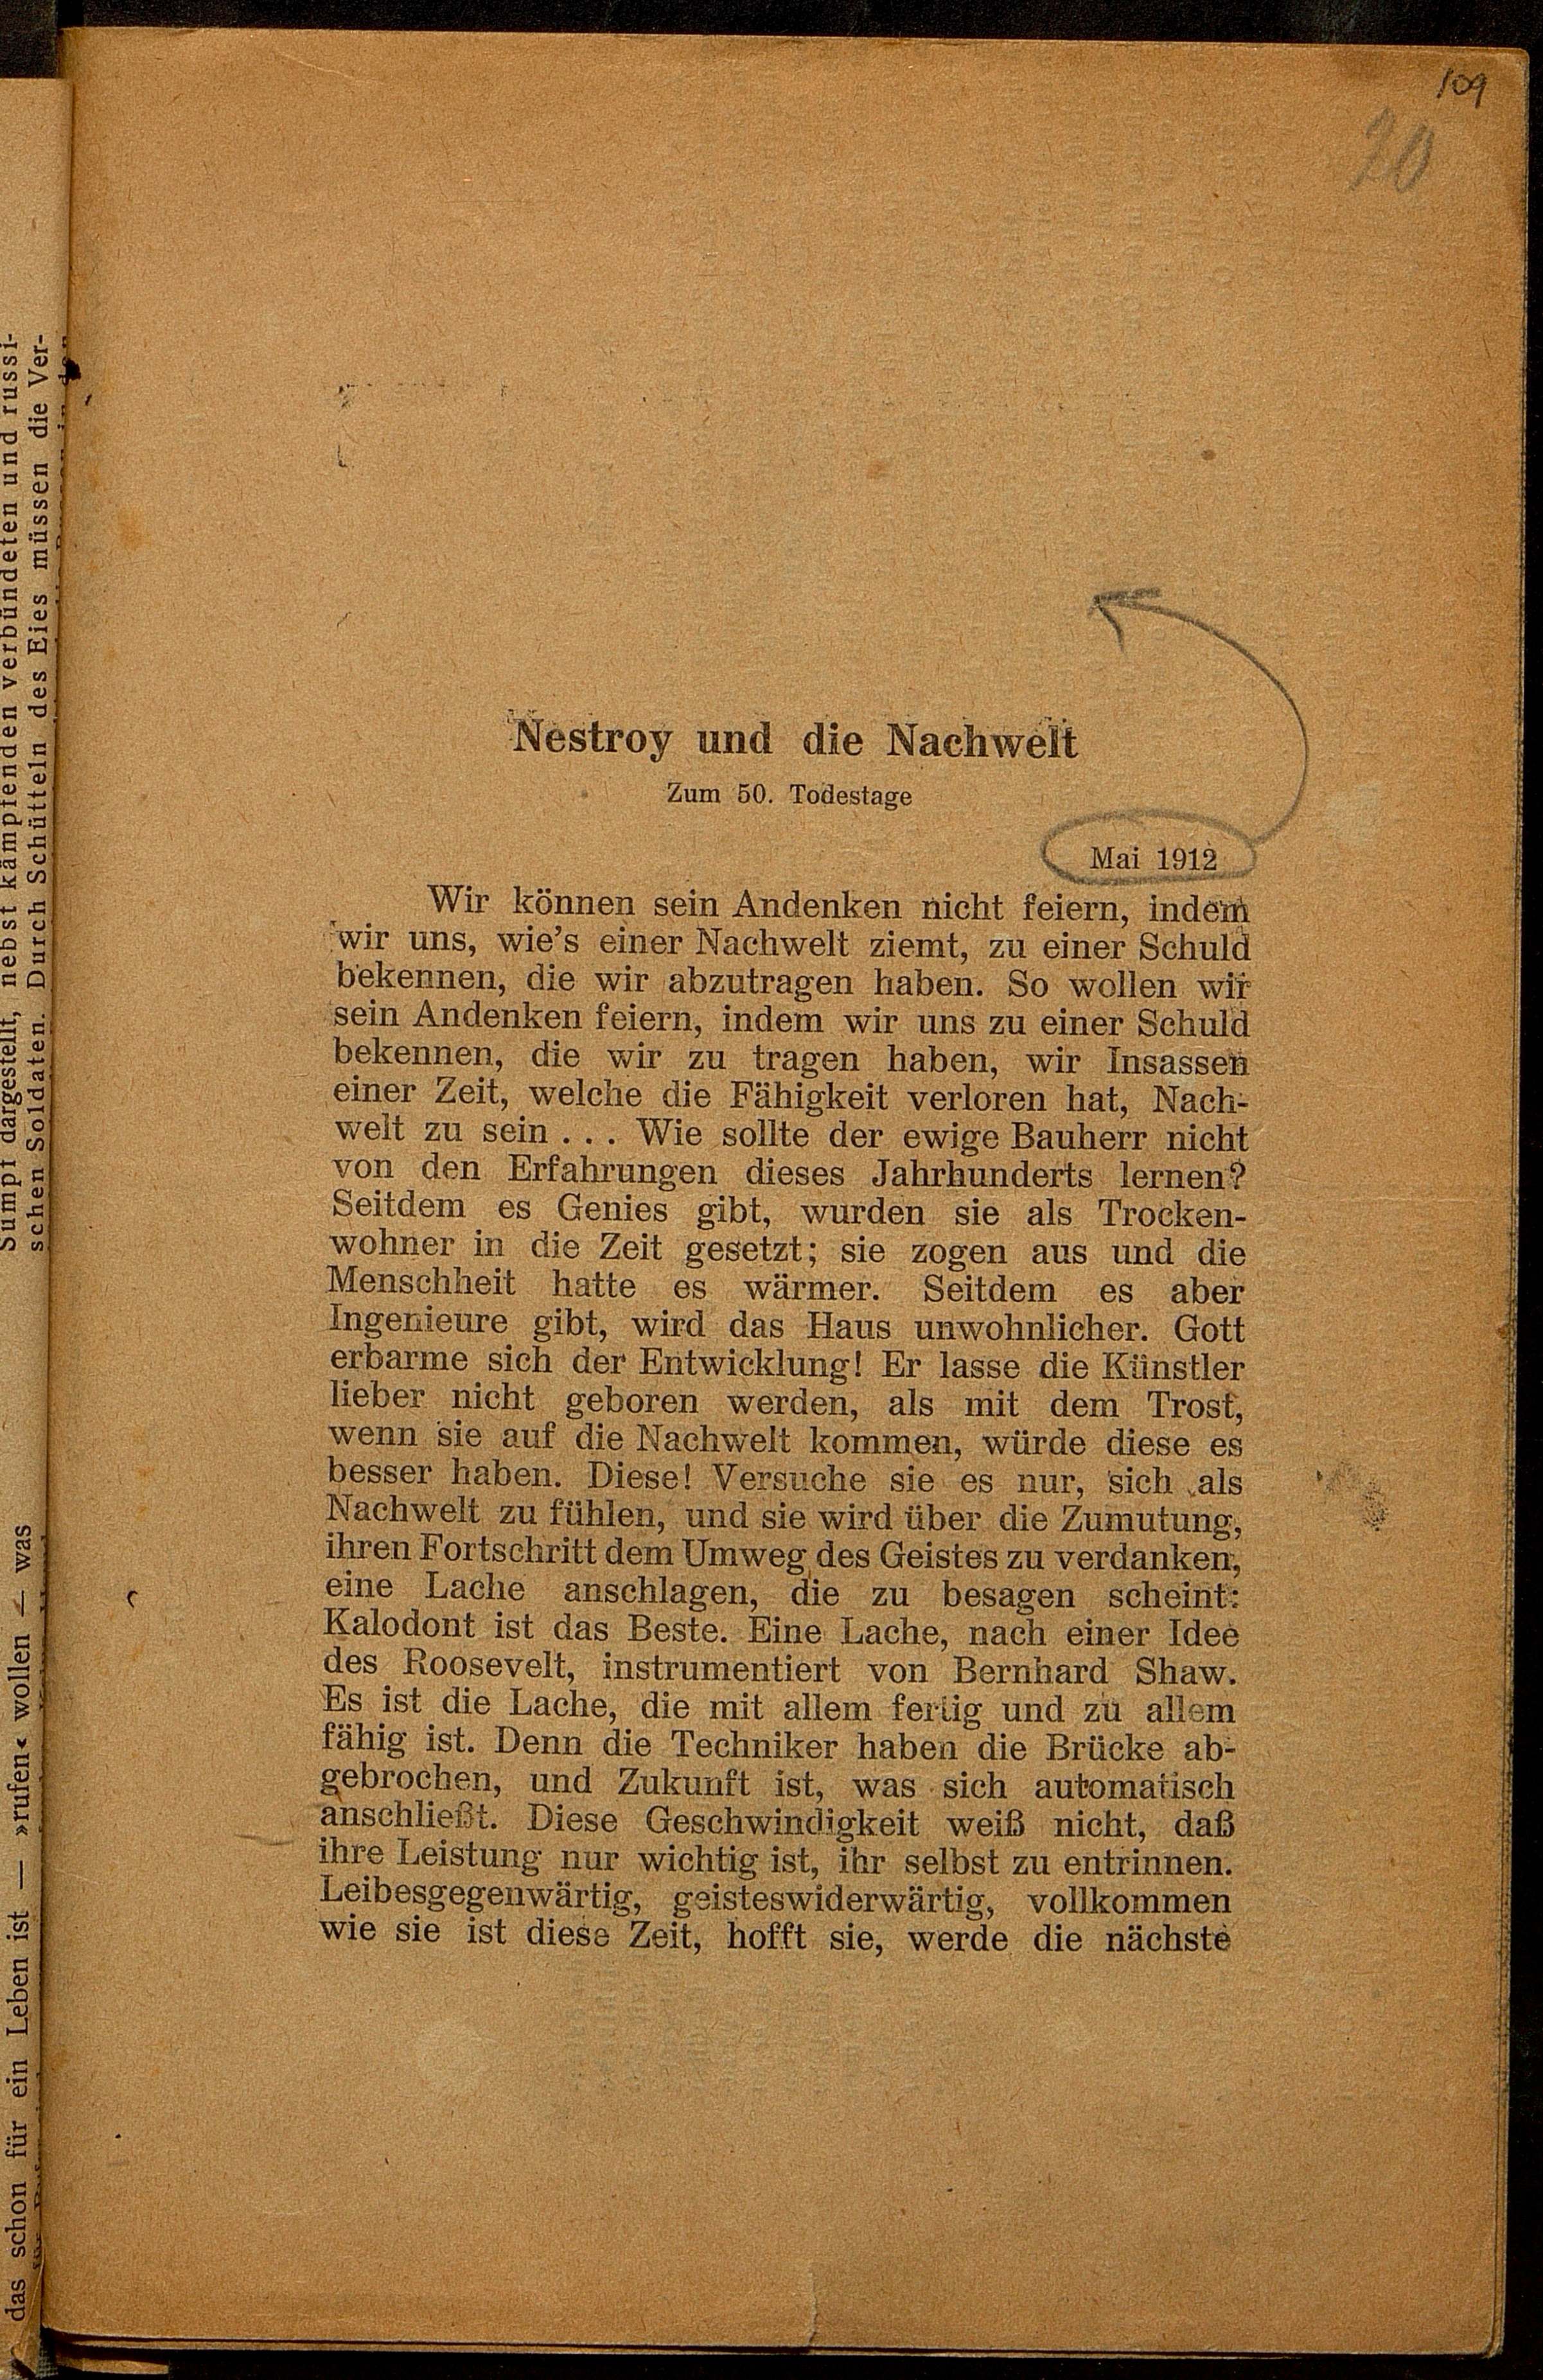 109
20
Nestroy und die Nachwelt
Zum 50. Todestage
Mai 1912
Wir können sein Andenken nicht feiern, indem
wir uns, wie's einer Nachwelt ziemt, zu einer Schuld
bekennen, die wir abzutragen haben. So wollen wir
sein Andenken feiern, indem wir uns zu einer Schuld
bekennen, die wir zu tragen haben, wir Insassen
einer Zeit, welche die Fähigkeit verloren hat, Nach-
welt zu sein . . . Wie sollte der ewige Bauherr nicht
von den Erfahrungen dieses Jahrhunderts lernen?
Seitdem es Genies gibt, wurden sie als Trocken-
wohner in die Zeit gesetzt; sie zogen aus und die
Menschheit hatte es wärmer. Seitdem es aber
Ingenieure gibt, wird das Haus unwohnlicher. Gott
erbarme sich der Entwicklung! Er lasse die Künstler
lieber nicht geboren werden, als mit dem Trost,
wenn sie auf die Nachwelt kommen, würde diese es
besser haben. Diese! Versuche sie es nur, sich als
Nachwelt zu fühlen, und sie wird über die Zumutung,
ihren Fortschritt dem Umweg des Geistes zu verdanken,
eine Lache anschlagen, die zu besagen scheint:
Kalodont ist das Beste. Eine Lache, nach einer Idee
des Roosevelt, instrumentiert von Bernhard Shaw.
Es ist die Lache, die mit allem fertig und zu allem
fähig ist. Denn die Techniker haben die Brücke ab-
gebrochen, und Zukunft ist, was sich automatisch
anschließt. Diese Geschwindigkeit weiß nicht, daß
ihre Leistung nur wichtig ist, ihr selbst zu entrinnen.
Leibesgegenwärtig, geisteswiderwärtig, vollkommen
wie sie ist diese Zeit, hofft sie, werde die nächste
Sumpf dargestellt, nebst kämpfenden verbündeten und russi-
schen Soldaten. Durch Schütteln des Eies müssen die Ver-
das schon für ein Leben ist — »rufen« wollen — was